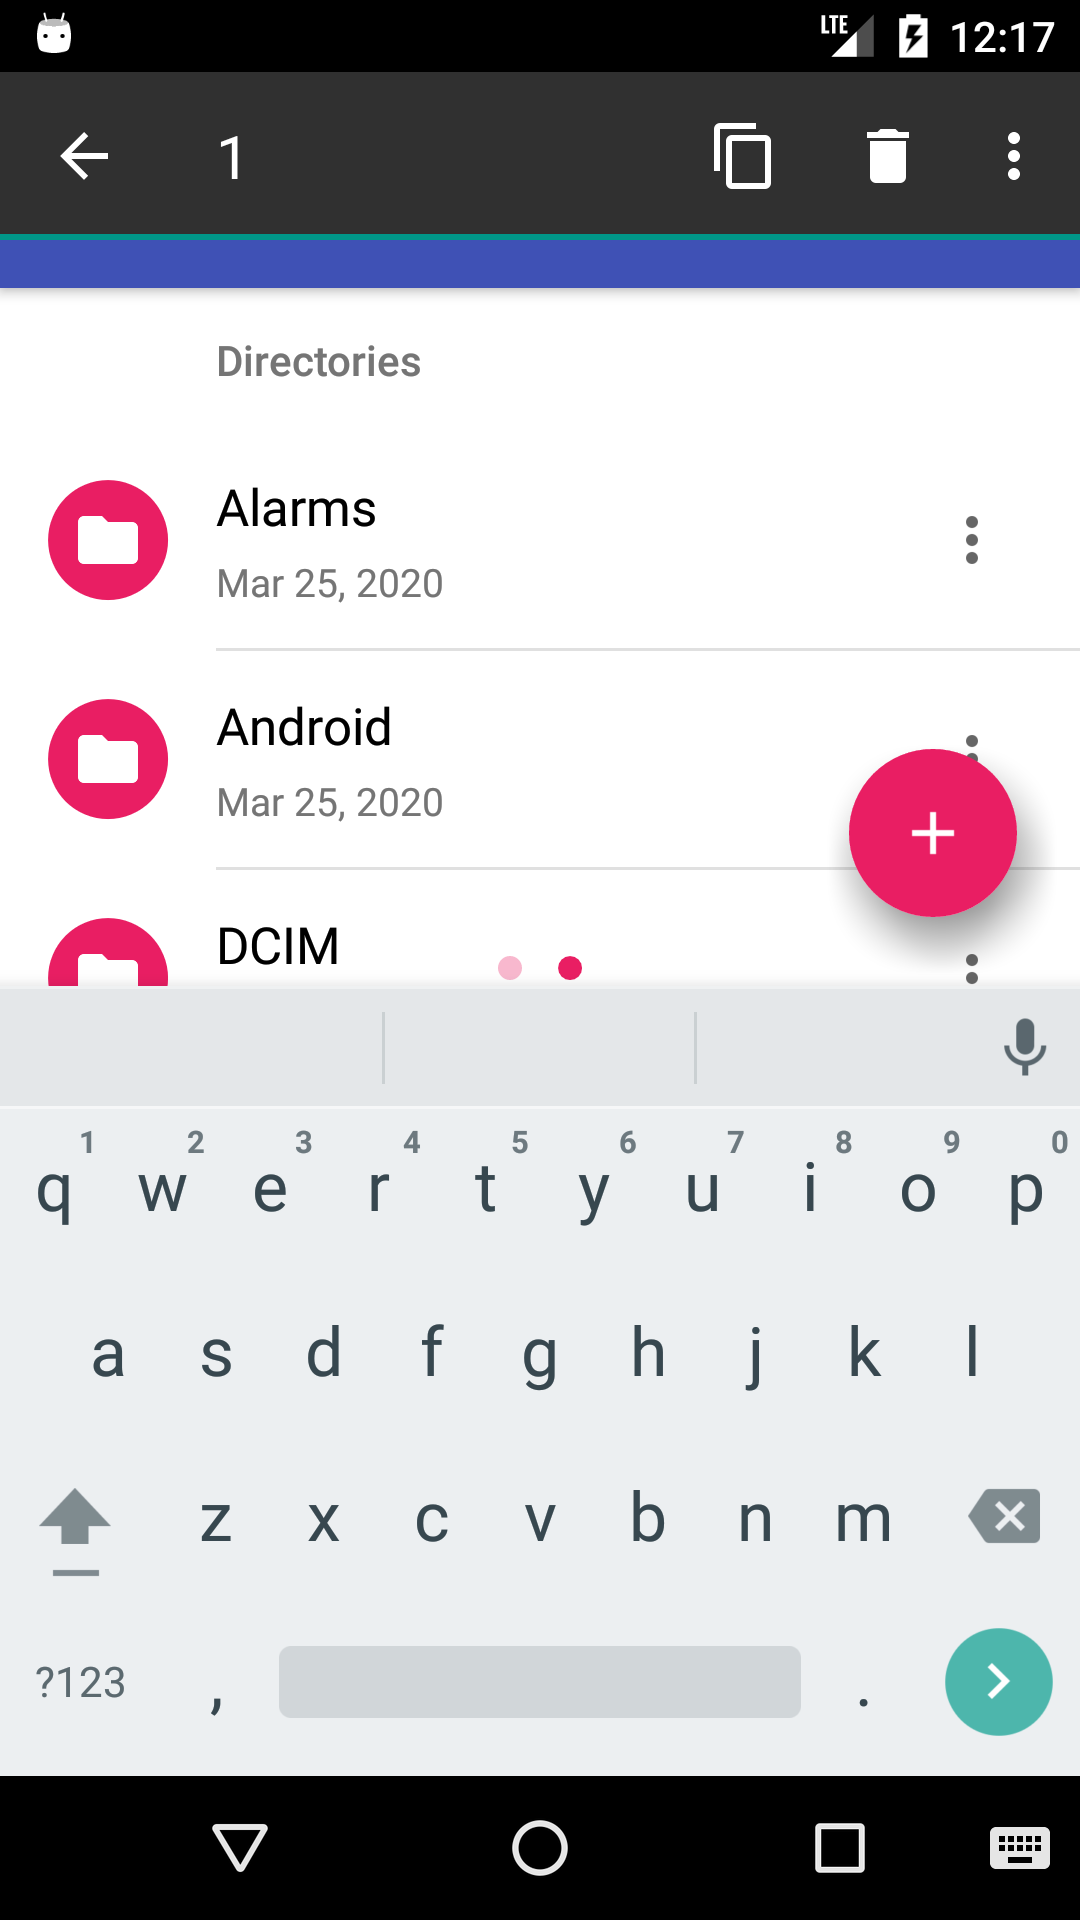 LTE 12:17
1
Directories
Alarms
Mar 25, 2020
Android
Mar 25, 2020
DCIM
1 2 3 4 5 6 7 8 9 0
q w e r t y u i o p
a s d f g h j k l
z x c v b n m
?123 , .